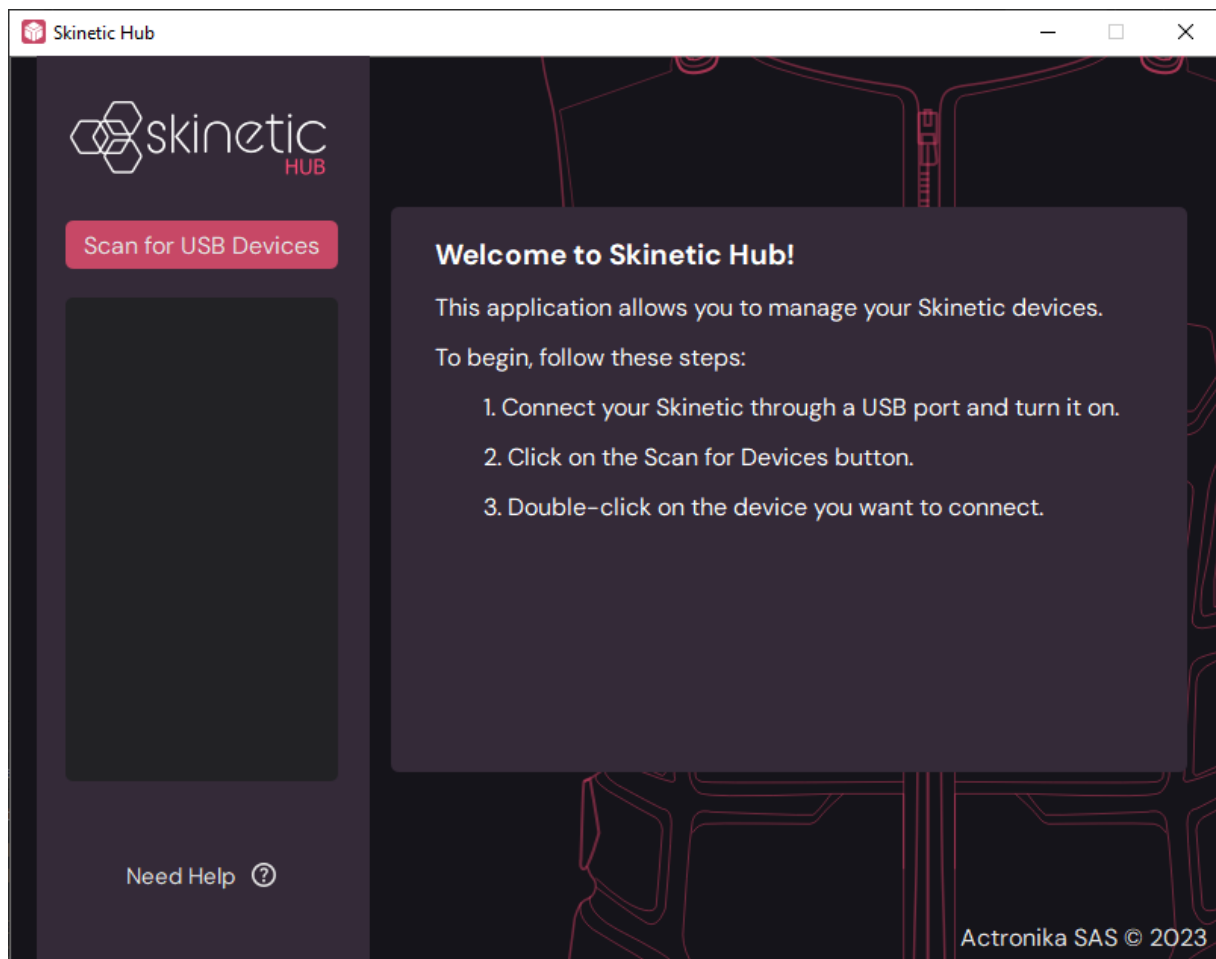 Skinetic Hub
skinetic
HUB
Scan for USB Devices
Welcome to Skinetic Hub!
This application allows you to manage your Skinetic devices.
To begin, follow these steps:
1. Connect your Skinetic through a USB port and turn it on.
2. Click on the Scan for Devices button.
3. Double-click on the device you want to connect.
Need Help ?
Actronika SAS © 2023